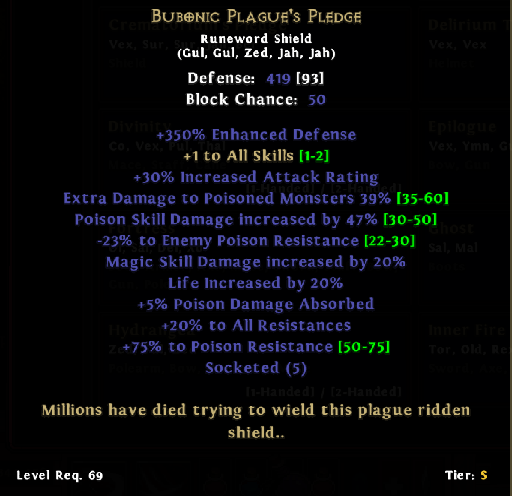 Bubonic Plague's Pledge
Runeword Shield
(Gul, Gul, Zed, Jah, Jah)
Defense: 419 [93]
Block Chance: 50
+350% Enhanced Defense
+1 to All Skills [1-2]
+30% Increased Attack Rating
Extra Damage to Poisoned Monsters 39% [35-60]
Poison Skill Damage increased by 47% [30-50]
-23% to Enemy Poison Resistance [22-30]
Magic Skill Damage increased by 20%
Life Increased by 20%
+5% Poison Damage Absorbed
+20% to All Resistances
+75% to Poison Resistance [50-75]
Socketed (5)
Millions have died trying to wield this plague ridden
shield..
Level Req. 69
Tier: S